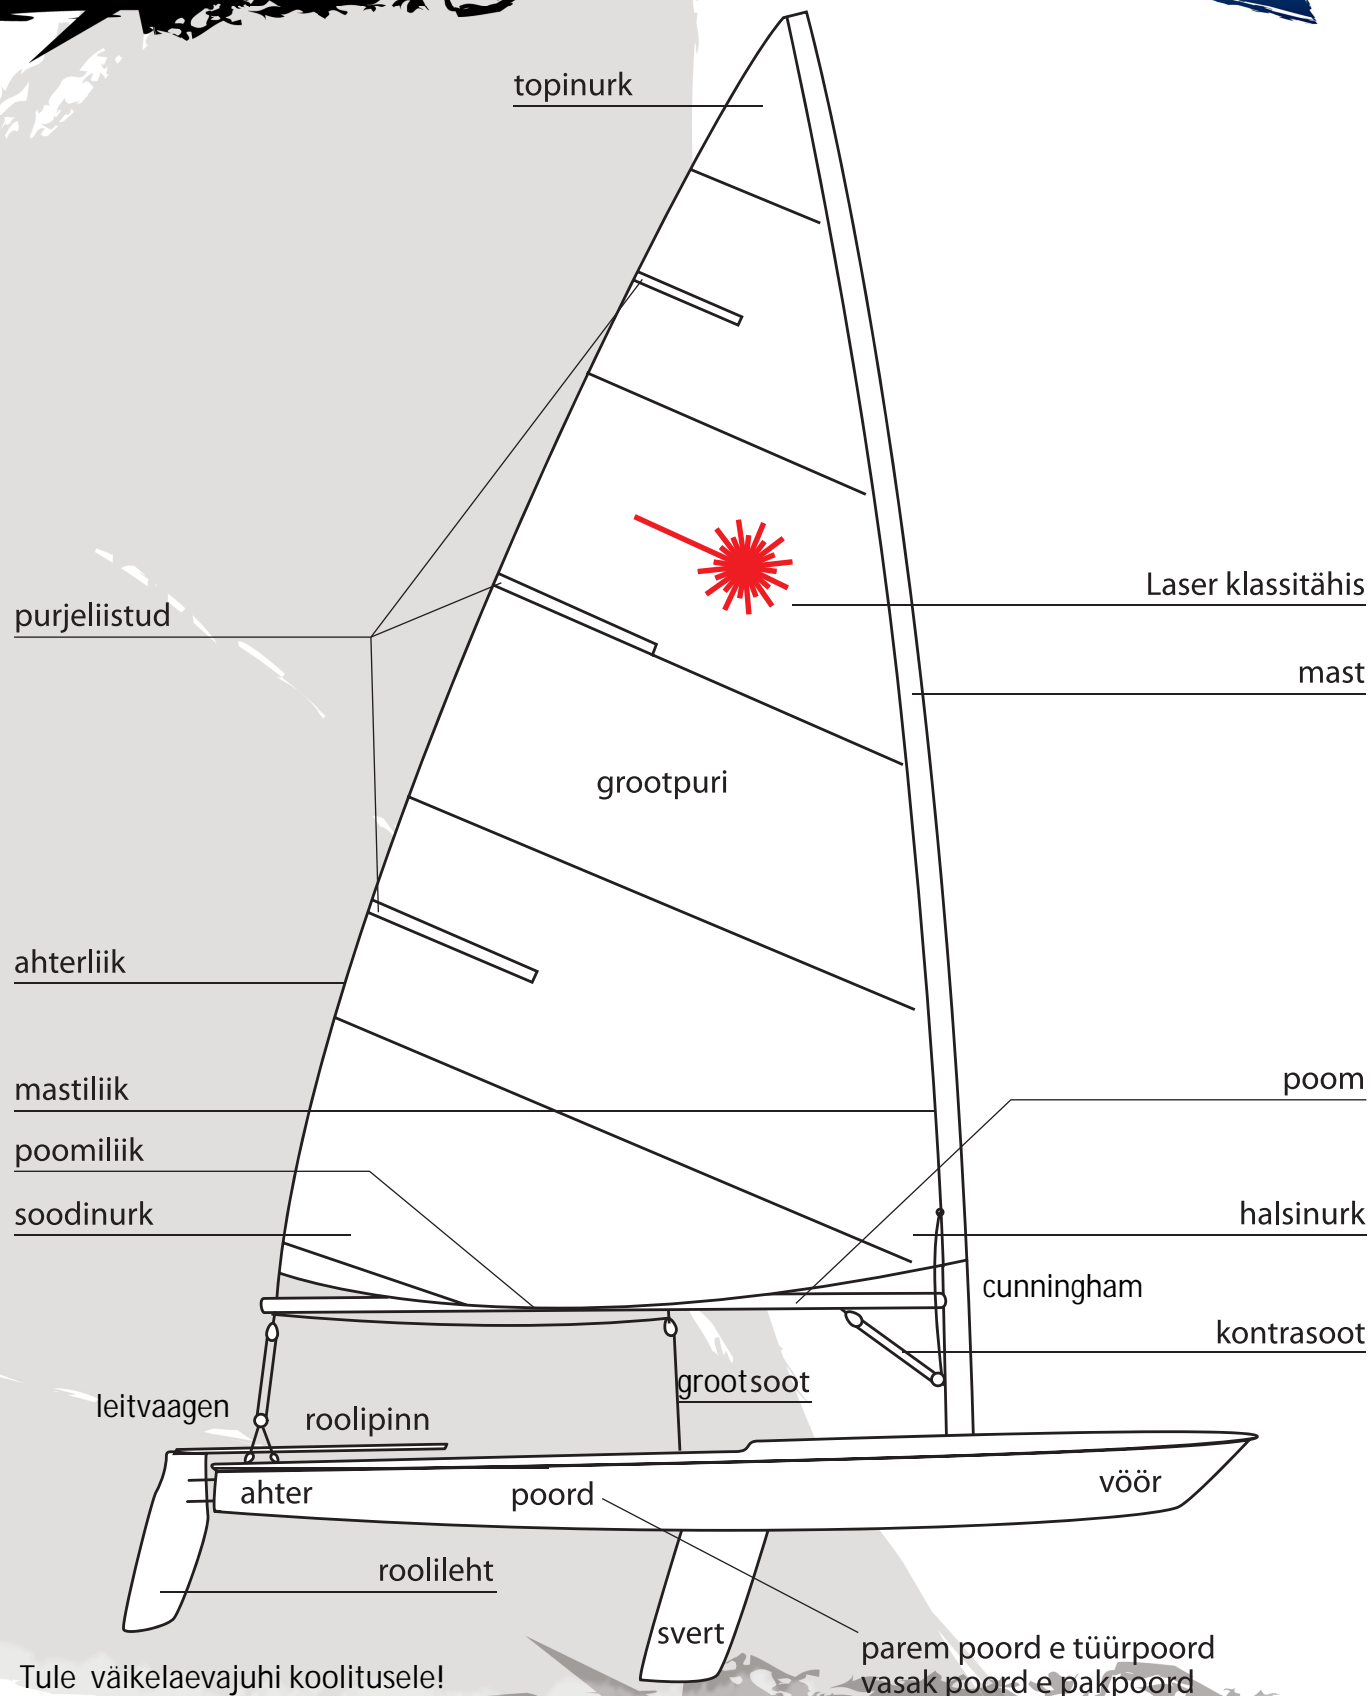 topinurk
purjeliistud
Laser klassitähis
mast
grootpuri
ahterliik
mastiliik
poom
poomiliik
soodinurk
halsinurk
cunningham
kontrasoot
grootsoot
leitvaagen
roolipinn
ahter
poord
vöör
roolileht
svert
parem poord e tüürpoord
vasak poord e pakpoord
Tule väikelaevajuhi koolitusele!